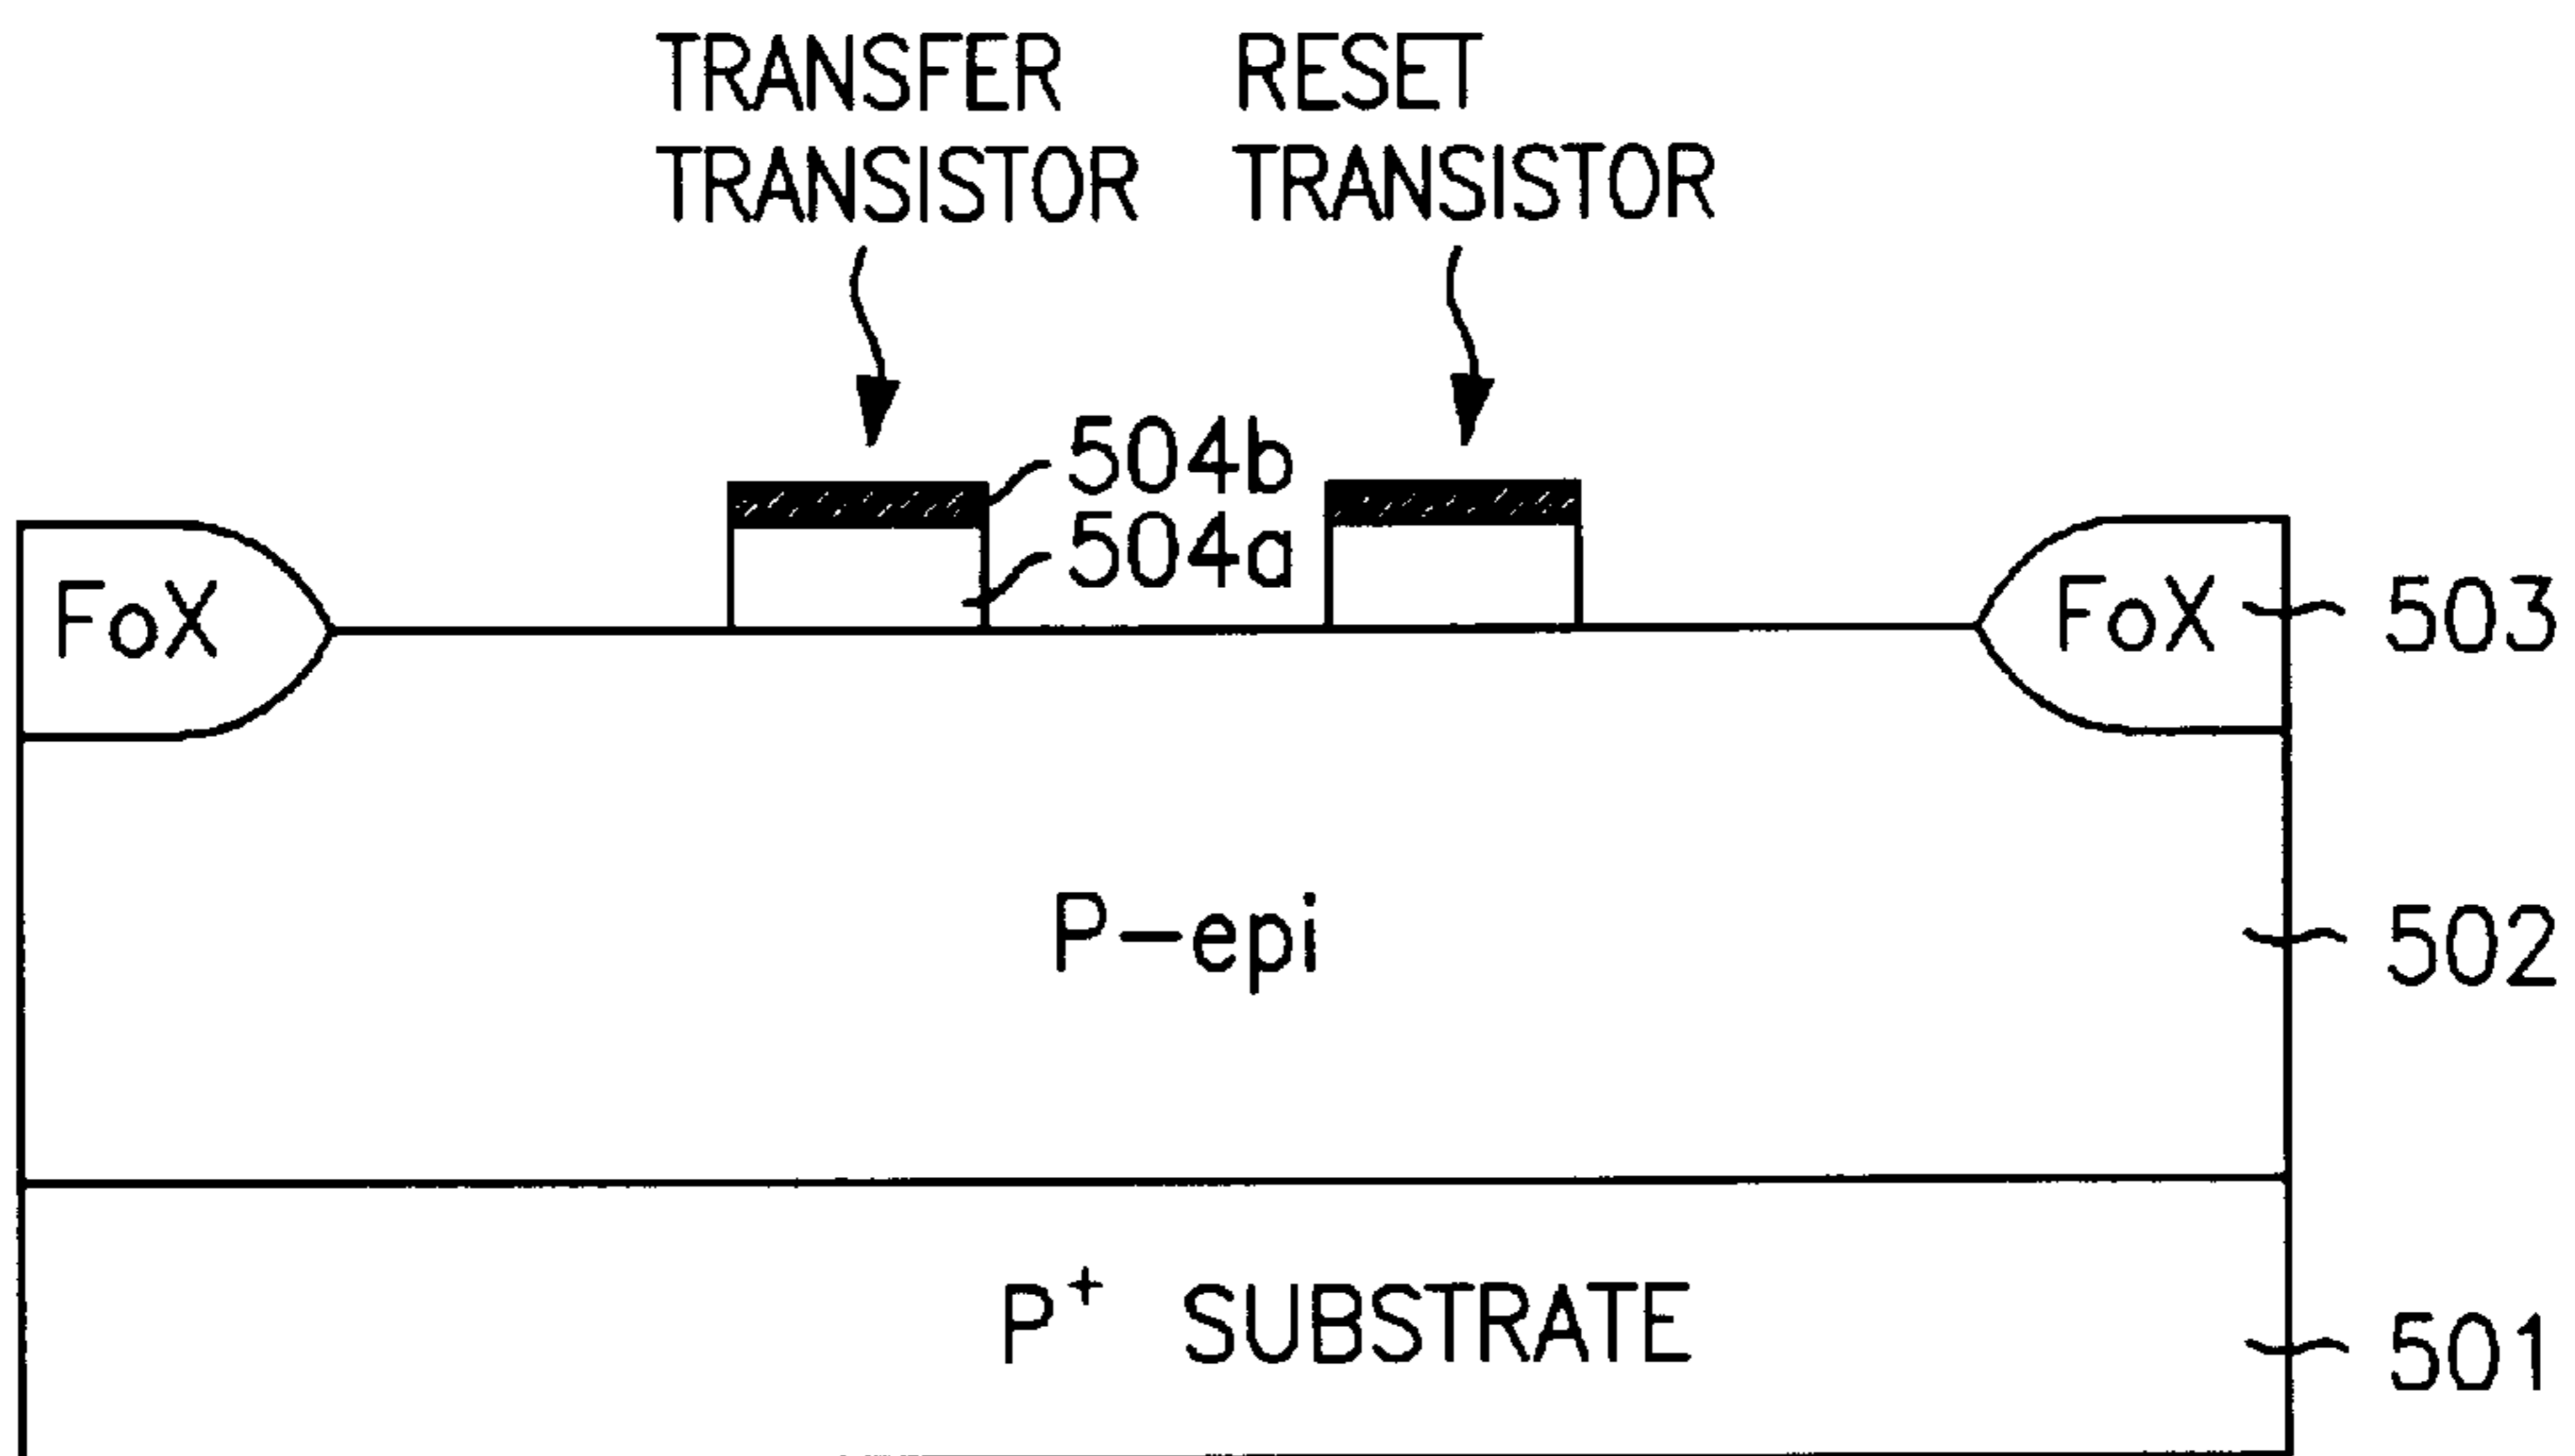 TRANSFER
TRANSISTOR
RESET
TRANSISTOR
504b
504a
FoX
FoX
503
P-epi
502
P+ SUBSTRATE
501